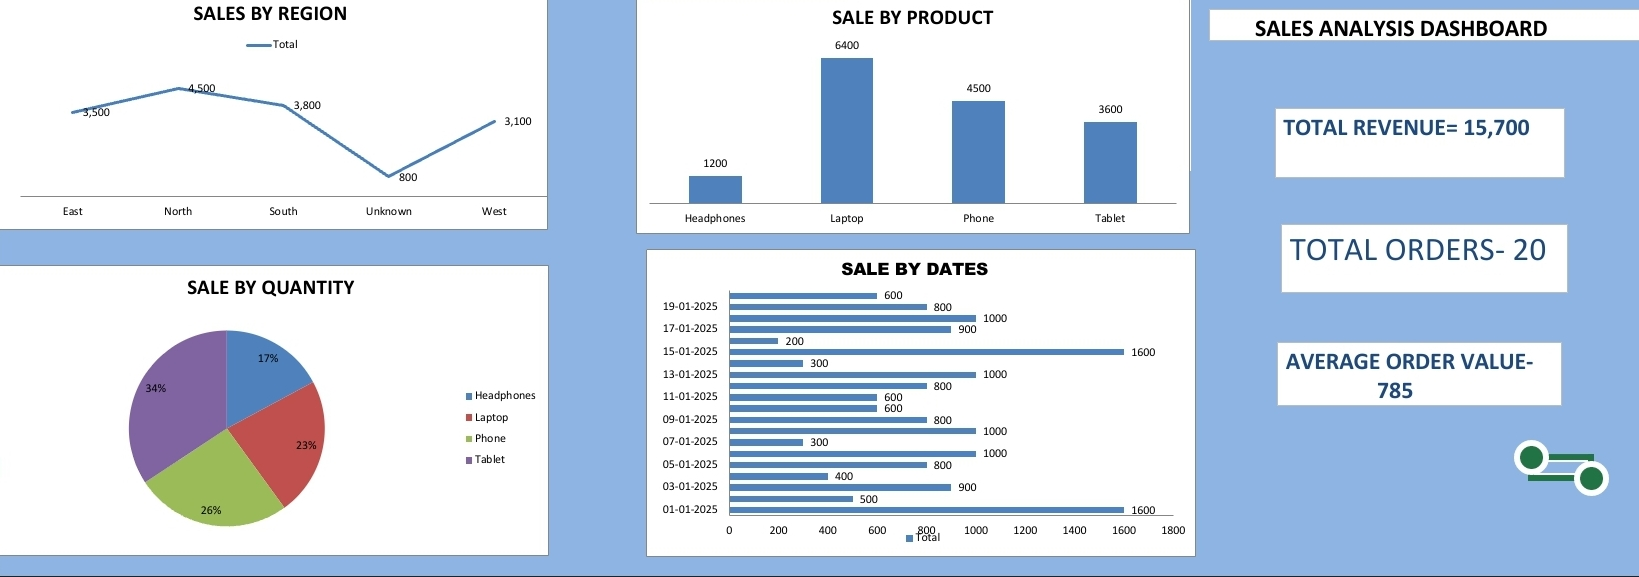 SALES BY REGION
Total
3,500
4,500
3,800
800
3,100
East North South Unknown West
SALE BY PRODUCT
1200
6400
4500
3600
Headphones Laptop Phone Tablet
SALES ANALYSIS DASHBOARD
TOTAL REVENUE= 15,700
TOTAL ORDERS- 20
AVERAGE ORDER VALUE-
785
SALE BY QUANTITY
17%
23%
26%
34%
Headphones
Laptop
Phone
Tablet
SALE BY DATES
600
19-01-2025 800
1000
17-01-2025 900
200
15-01-2025 1600
300
13-01-2025 1000
800
11-01-2025 600
600
09-01-2025 800
1000
07-01-2025 300
1000
05-01-2025 800
400
03-01-2025 900
500
01-01-2025 1600
0 200 400 600 800 1000 1200 1400 1600 1800
Total